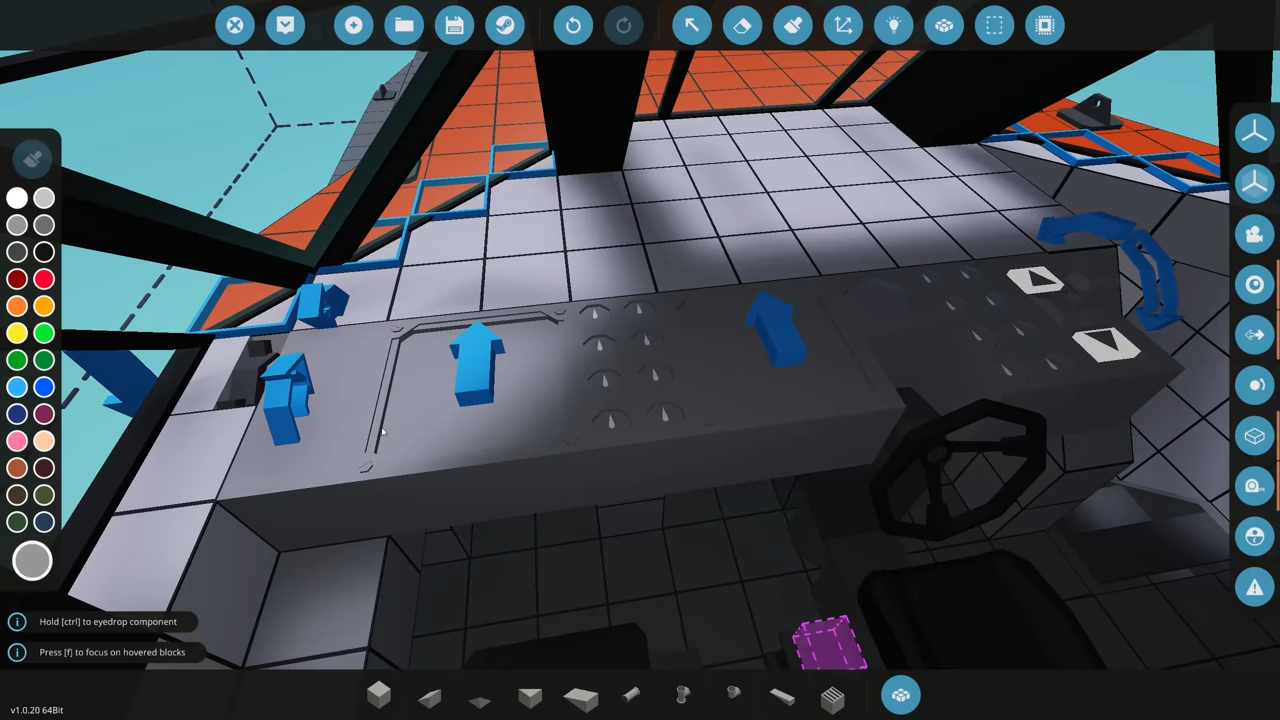 Hold [ctrl] to eyedrop component
Press [f] to focus on hovered blocks
v1.0.20 64Bit